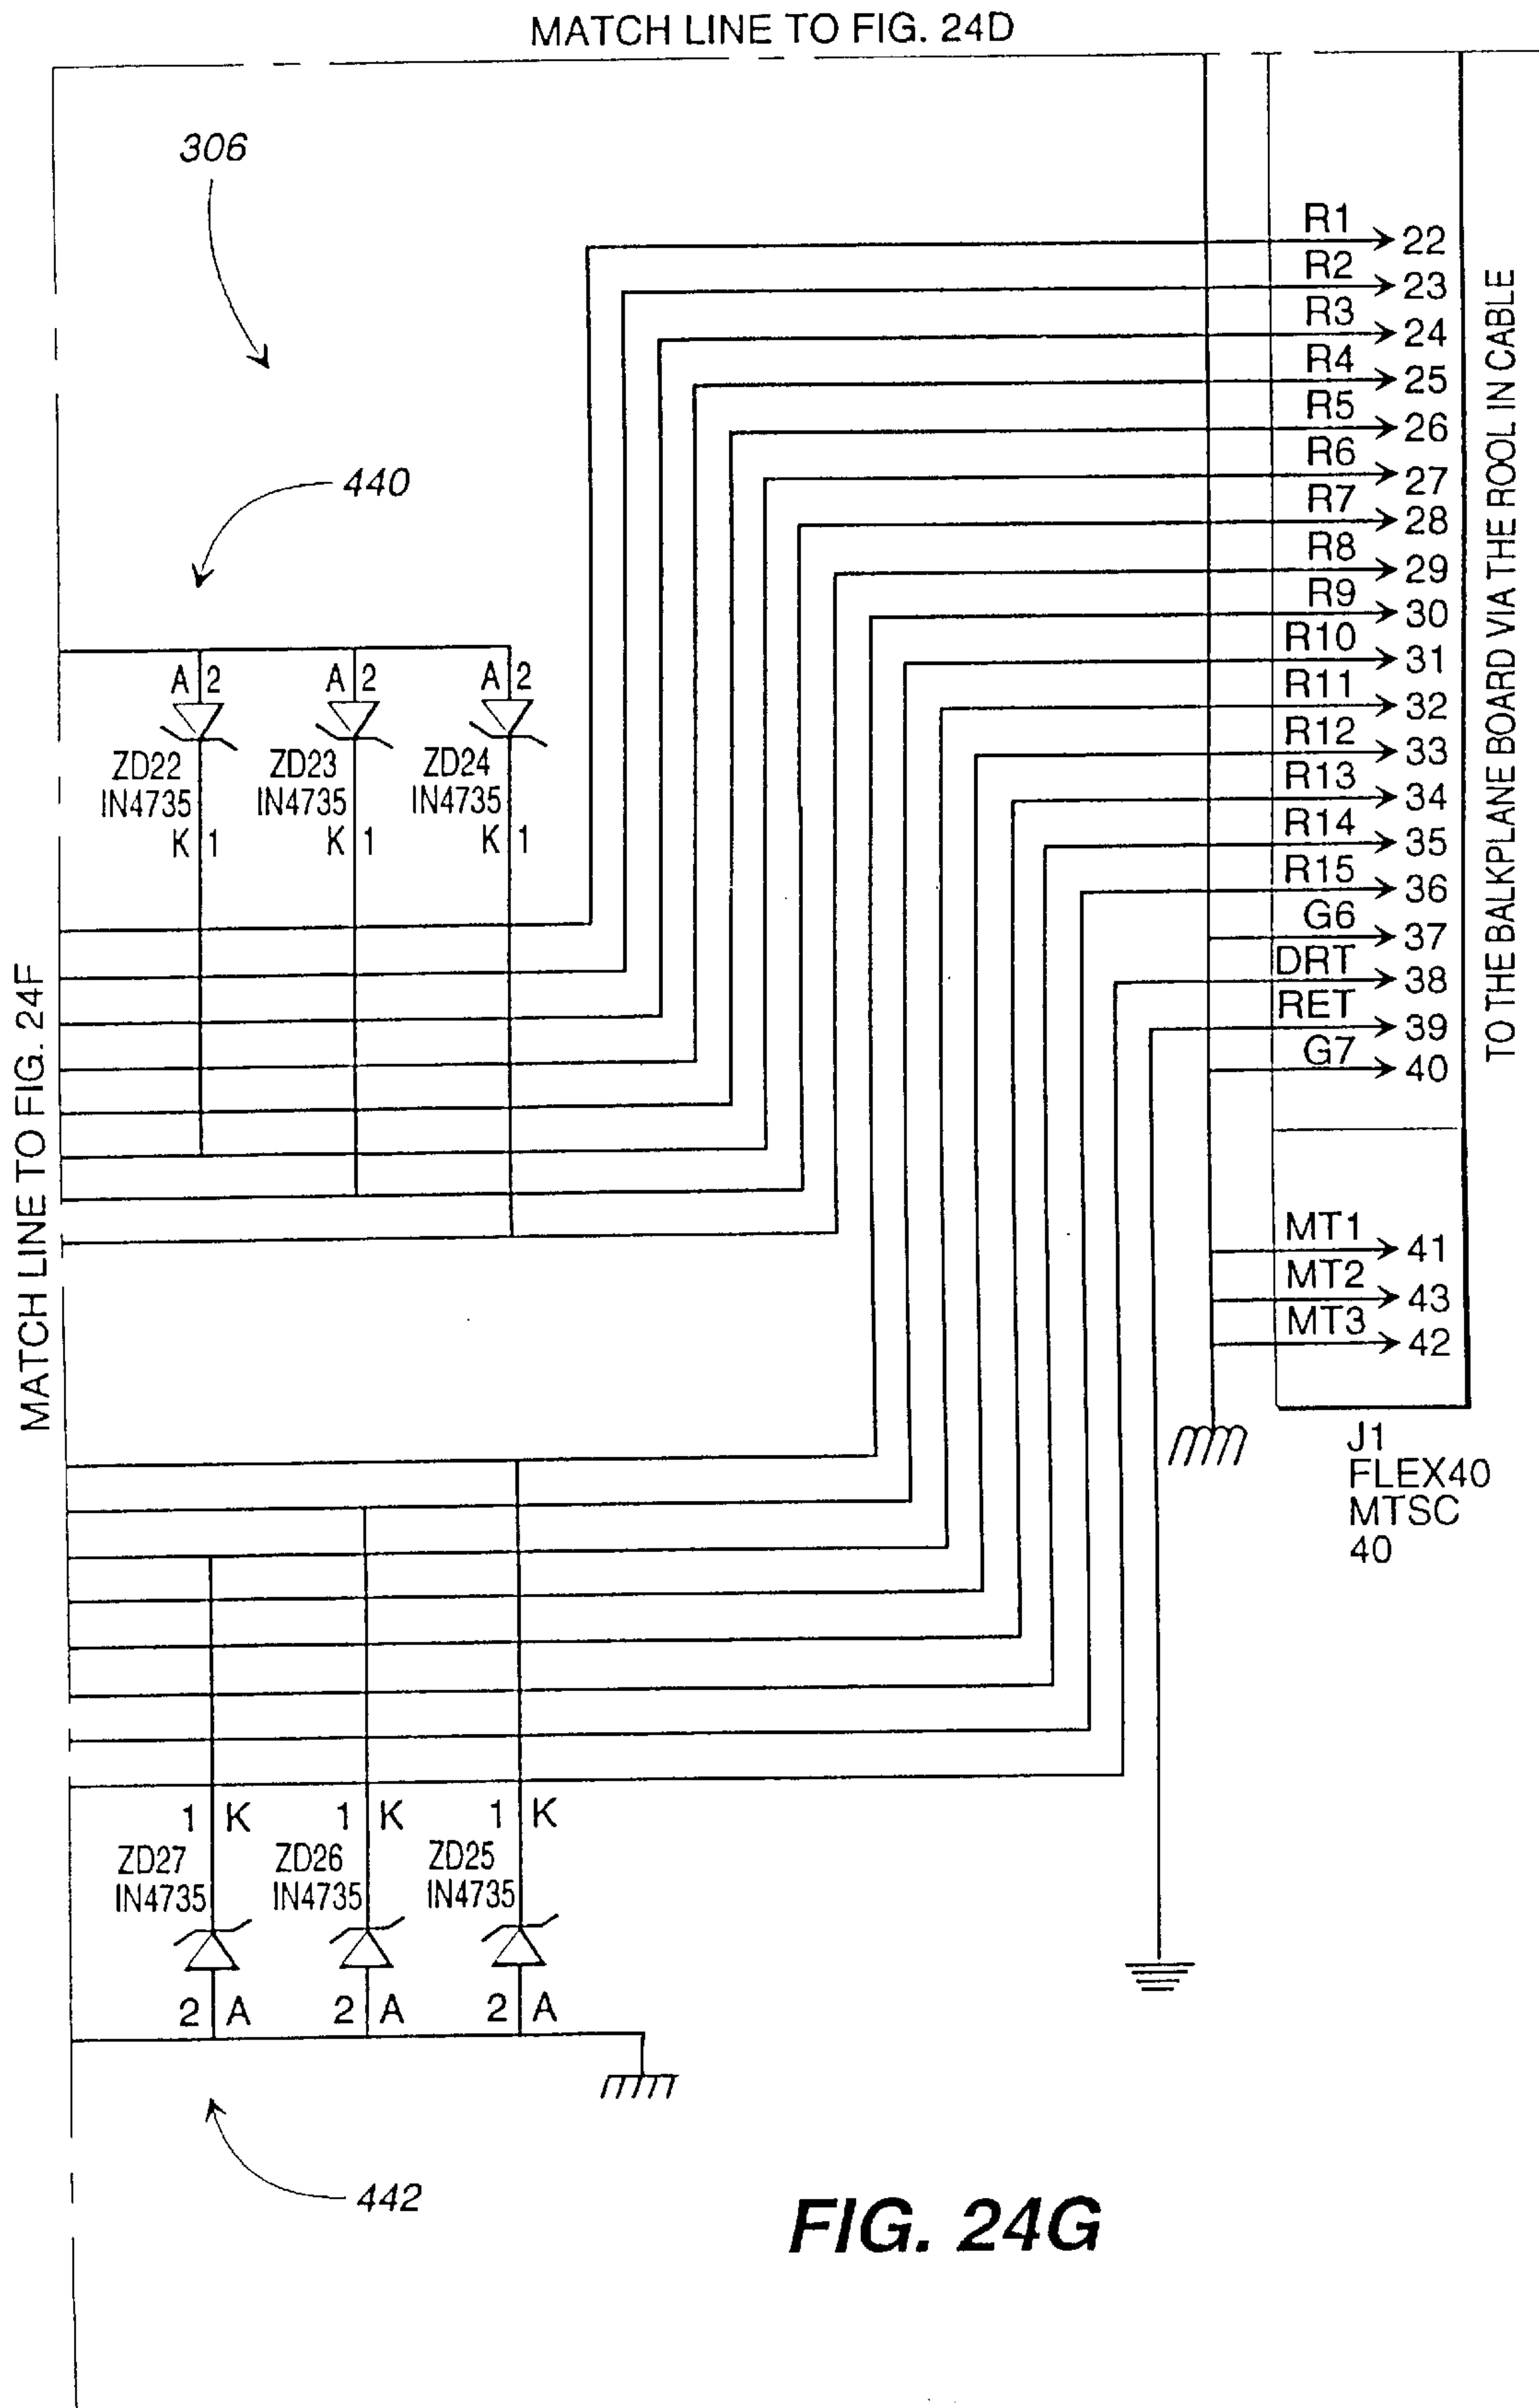 MATCH LINE TO FIG. 24D
306
440
R1 22
R2 23
R3 24
R4 25
R5 26
R6 27
R7 28
R8 29
R9 30
R10 31
R11 32
R12 33
R13 34
R14 35
R15 36
G6 37
DRT 38
RET 39
G7 40
MT1 41
MT2 43
MT3 42
J1
FLEX40
MTSC
40
TO THE BALKPLANE BOARD VIA THE ROOL IN CABLE
A 2 A 2 A 2
ZD22 ZD23 ZD24
IN4735 IN4735 IN4735
K 1 K 1 K 1
MATCH LINE TO FIG. 24F
1 K 1 K 1 K
ZD27 ZD26 ZD25
IN4735 IN4735 IN4735
2 A 2 A 2 A
442
FIG. 24G